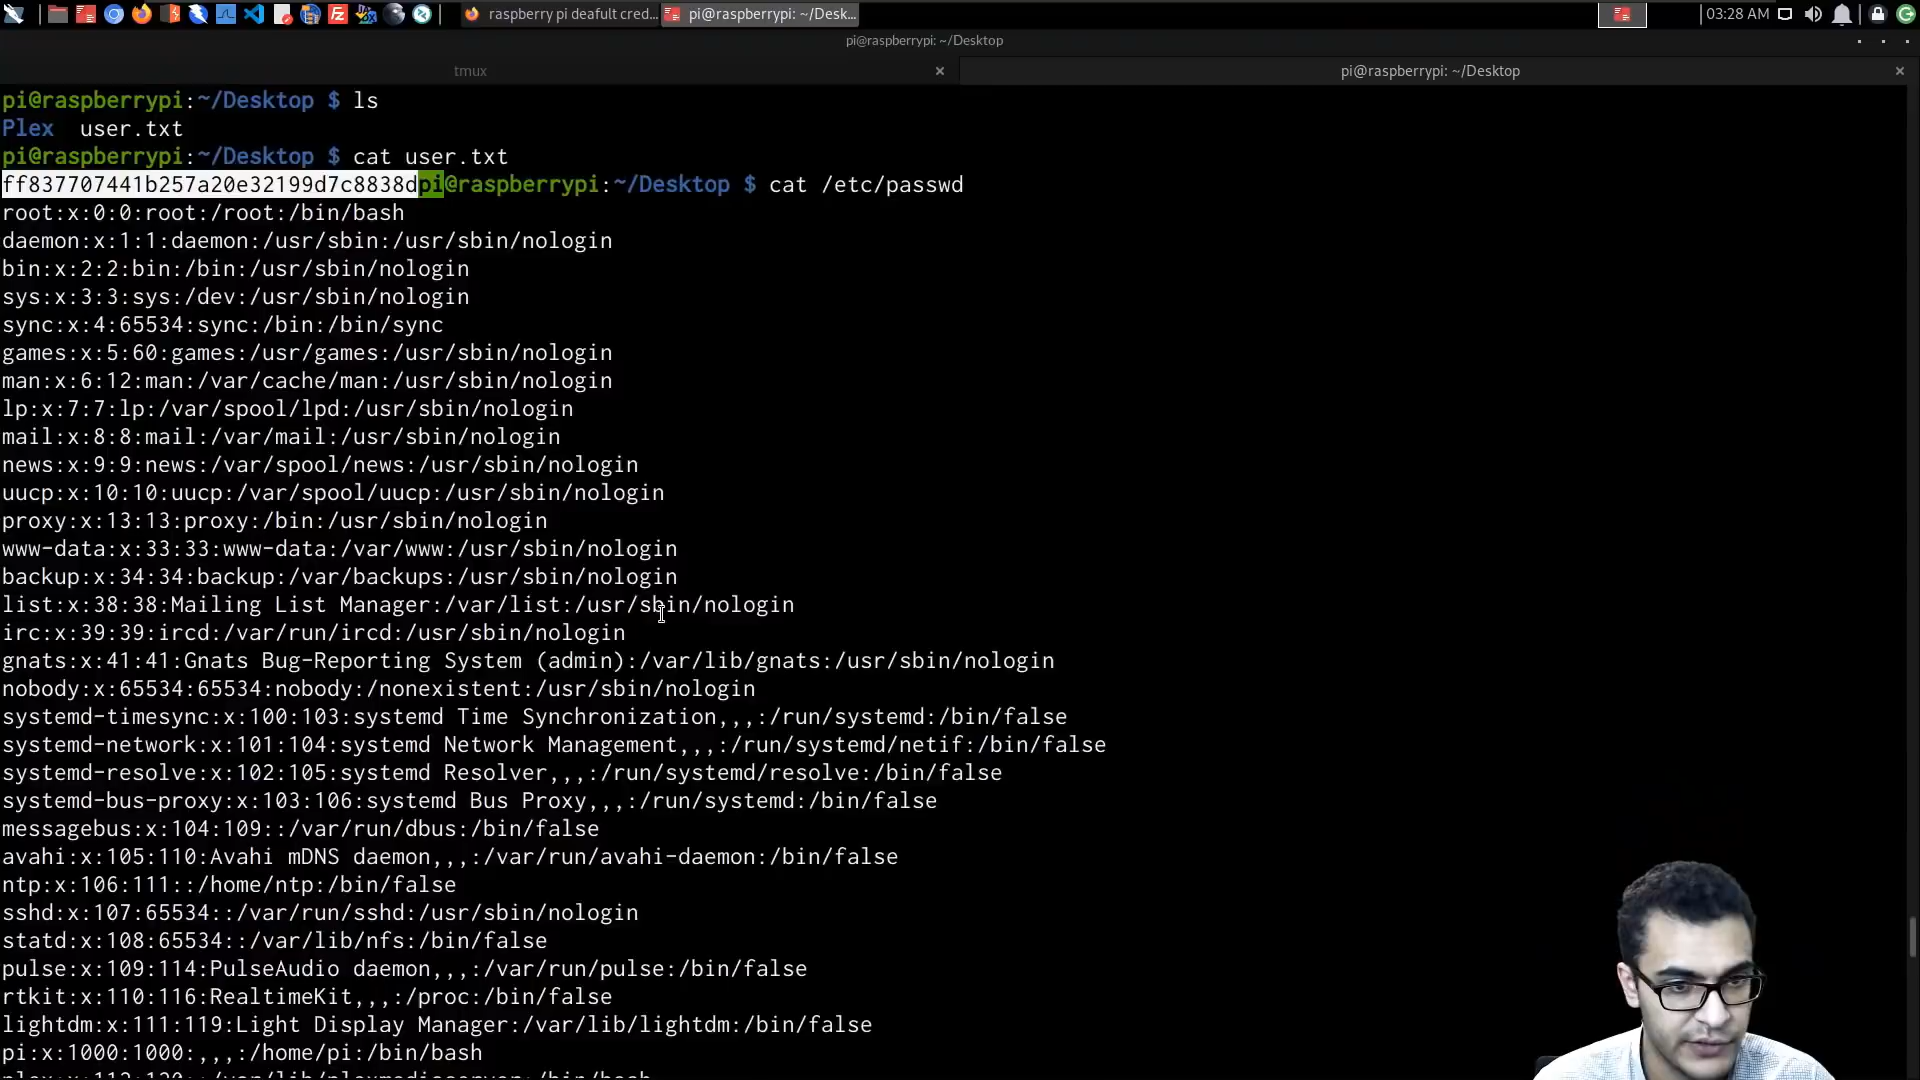 raspberry pi deafult cred...
pi@raspberrypi: ~/Desk...
03:28 AM
pi@raspberrypi: ~/Desktop
tmux
pi@raspberrypi: ~/Desktop
pi@raspberrypi:~/Desktop $ ls
Plex  user.txt
pi@raspberrypi:~/Desktop $ cat user.txt
ff837707441b257a20e32199d7c8838dpi@raspberrypi:~/Desktop $ cat /etc/passwd
root:x:0:0:root:/root:/bin/bash
daemon:x:1:1:daemon:/usr/sbin:/usr/sbin/nologin
bin:x:2:2:bin:/bin:/usr/sbin/nologin
sys:x:3:3:sys:/dev:/usr/sbin/nologin
sync:x:4:65534:sync:/bin:/bin/sync
games:x:5:60:games:/usr/games:/usr/sbin/nologin
man:x:6:12:man:/var/cache/man:/usr/sbin/nologin
lp:x:7:7:lp:/var/spool/lpd:/usr/sbin/nologin
mail:x:8:8:mail:/var/mail:/usr/sbin/nologin
news:x:9:9:news:/var/spool/news:/usr/sbin/nologin
uucp:x:10:10:uucp:/var/spool/uucp:/usr/sbin/nologin
proxy:x:13:13:proxy:/bin:/usr/sbin/nologin
www-data:x:33:33:www-data:/var/www:/usr/sbin/nologin
backup:x:34:34:backup:/var/backups:/usr/sbin/nologin
list:x:38:38:Mailing List Manager:/var/list:/usr/sbin/nologin
irc:x:39:39:ircd:/var/run/ircd:/usr/sbin/nologin
gnats:x:41:41:Gnats Bug-Reporting System (admin):/var/lib/gnats:/usr/sbin/nologin
nobody:x:65534:65534:nobody:/nonexistent:/usr/sbin/nologin
systemd-timesync:x:100:103:systemd Time Synchronization,,,:/run/systemd:/bin/false
systemd-network:x:101:104:systemd Network Management,,,:/run/systemd/netif:/bin/false
systemd-resolve:x:102:105:systemd Resolver,,,:/run/systemd/resolve:/bin/false
systemd-bus-proxy:x:103:106:systemd Bus Proxy,,,:/run/systemd:/bin/false
messagebus:x:104:109::/var/run/dbus:/bin/false
avahi:x:105:110:Avahi mDNS daemon,,,:/var/run/avahi-daemon:/bin/false
ntp:x:106:111::/home/ntp:/bin/false
sshd:x:107:65534::/var/run/sshd:/usr/sbin/nologin
statd:x:108:65534::/var/lib/nfs:/bin/false
pulse:x:109:114:PulseAudio daemon,,,:/var/run/pulse:/bin/false
rtkit:x:110:116:RealtimeKit,,,:/proc:/bin/false
lightdm:x:111:119:Light Display Manager:/var/lib/lightdm:/bin/false
pi:x:1000:1000:,,,:/home/pi:/bin/bash